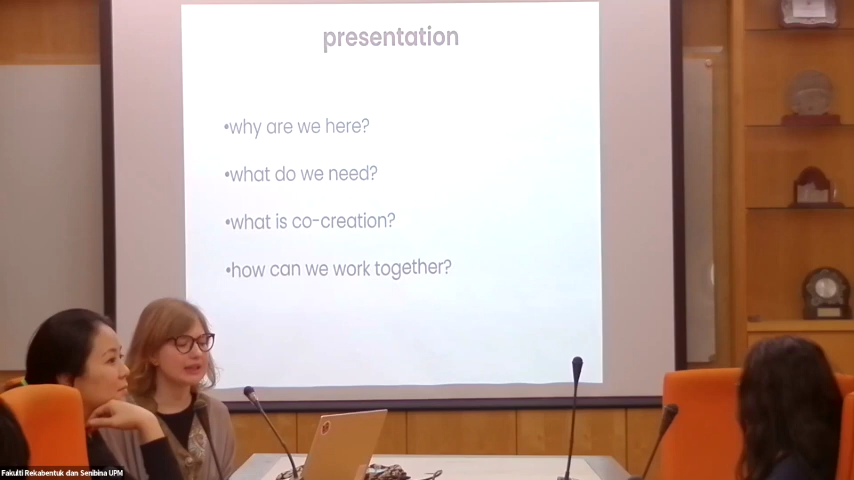 presentation
•why are we here?
•what do we need?
•what is co-creation?
•how can we work together?
Fakulti Rekabentuk dan Senibina UPM